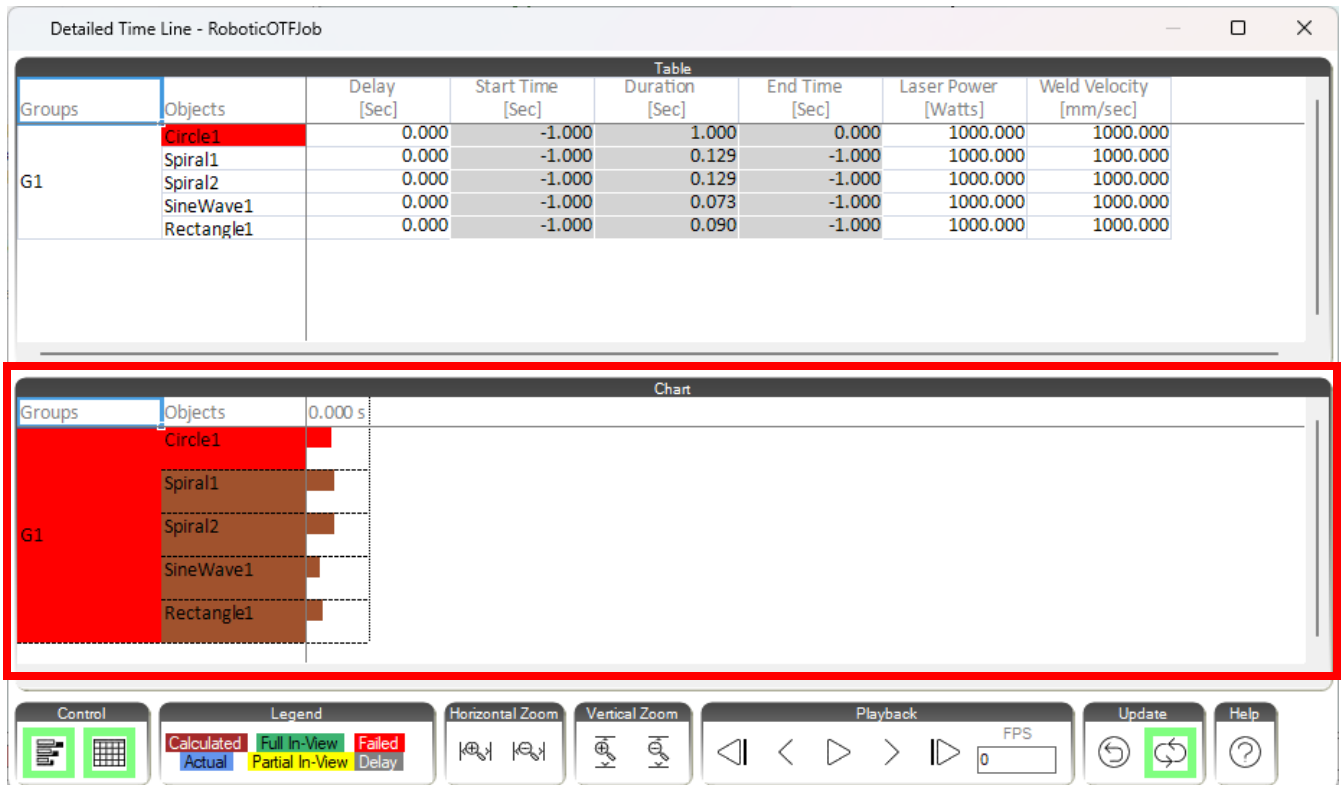 Detailed Time Line - RoboticOTFJob
Table
Groups Objects Delay [Sec] Start Time [Sec] Duration [Sec] End Time [Sec] Laser Power [Watts] Weld Velocity [mm/sec]
Circle1 0.000 -1.000 1.000 0.000 1000.000 1000.000
Spiral1 0.000 -1.000 0.129 -1.000 1000.000 1000.000
G1 Spiral2 0.000 -1.000 0.129 -1.000 1000.000 1000.000
SineWave1 0.000 -1.000 0.073 -1.000 1000.000 1000.000
Rectangle1 0.000 -1.000 0.090 -1.000 1000.000 1000.000
Chart
Groups Objects 0.000 s
Circle1
Spiral1
G1 Spiral2
SineWave1
Rectangle1
Control Legend Horizontal Zoom Vertical Zoom Playback Update Help
Calculated Full In-View Failed
Actual Partial In-View Delay
FPS
0